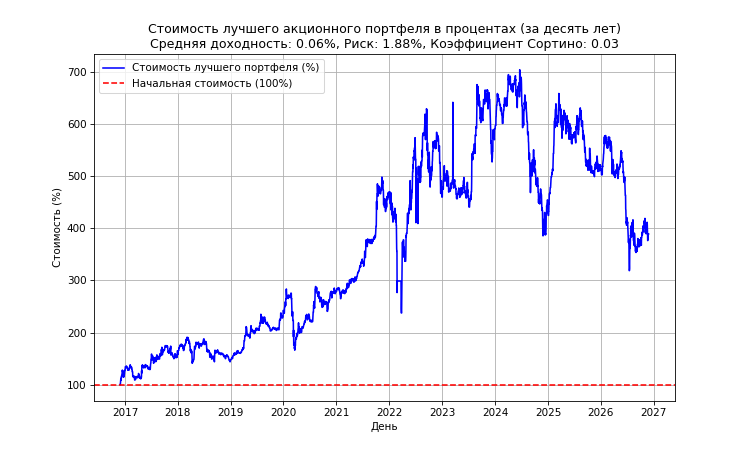 Стоимость лучшего акционного портфеля в процентах (за десять лет)
Средняя доходность: 0.06%, Риск: 1.88%, Коэффициент Сортино: 0.03
Стоимость лучшего портфеля (%)
Начальная стоимость (100%)
Стоимость (%)
700
600
500
400
300
200
100
2017 2018 2019 2020 2021 2022 2023 2024 2025 2026 2027
День